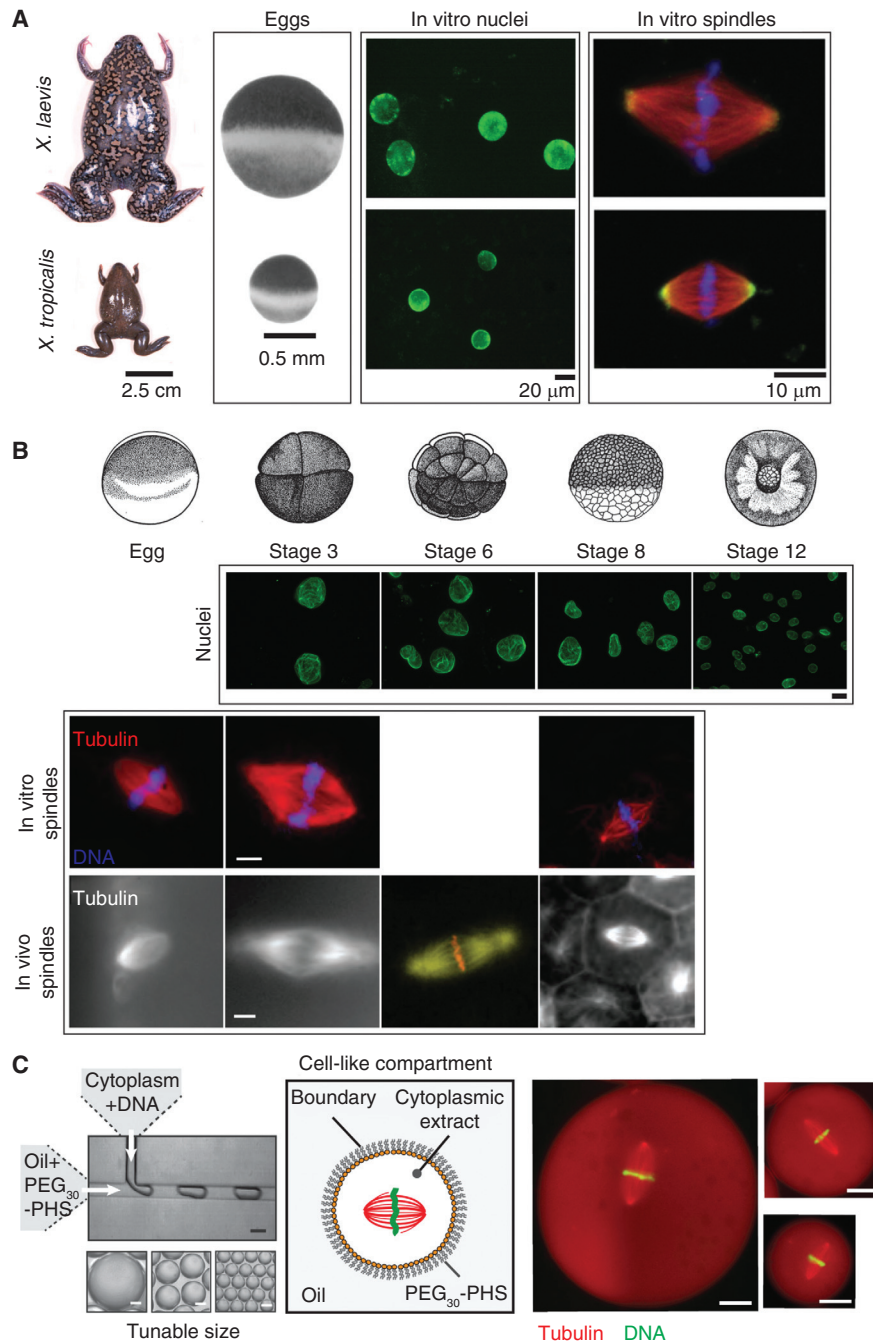 A
Eggs
In vitro nuclei
In vitro spindles
X. laevis
X. tropicalis
2.5 cm
0.5 mm
20 μm
10 μm
B
Egg
Stage 3
Stage 6
Stage 8
Stage 12
Nuclei
In vitro
spindles
Tubulin
DNA
In vivo
spindles
Tubulin
C
Cytoplasm
+DNA
Oil+
PEG30
-PHS
Tunable size
Cell-like compartment
Boundary
Cytoplasmic
extract
Oil
PEG30-PHS
Tubulin DNA